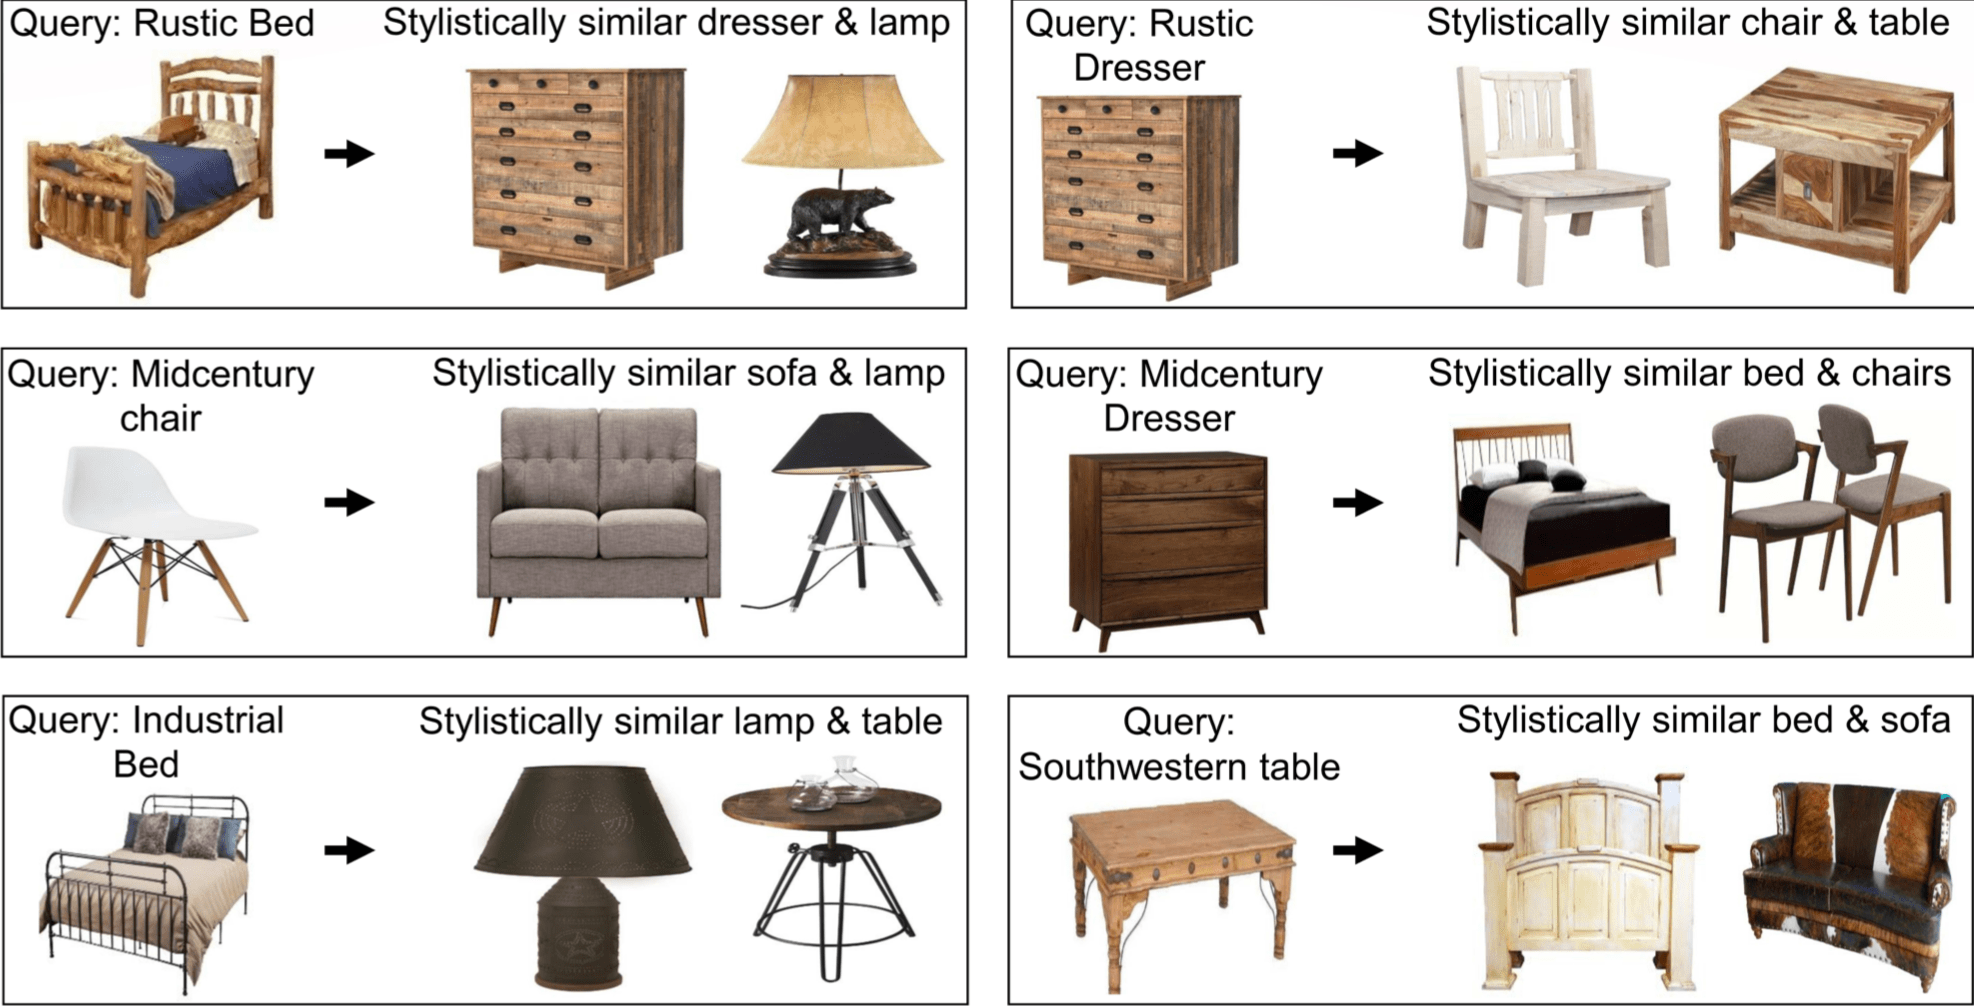 Query: Rustic Bed
Stylistically similar dresser & lamp
Query: Rustic
Dresser
Stylistically similar chair & table
Query: Midcentury
chair
Stylistically similar sofa & lamp
Query: Midcentury
Dresser
Stylistically similar bed & chairs
Query: Industrial
Bed
Stylistically similar lamp & table
Query:
Southwestern table
Stylistically similar bed & sofa